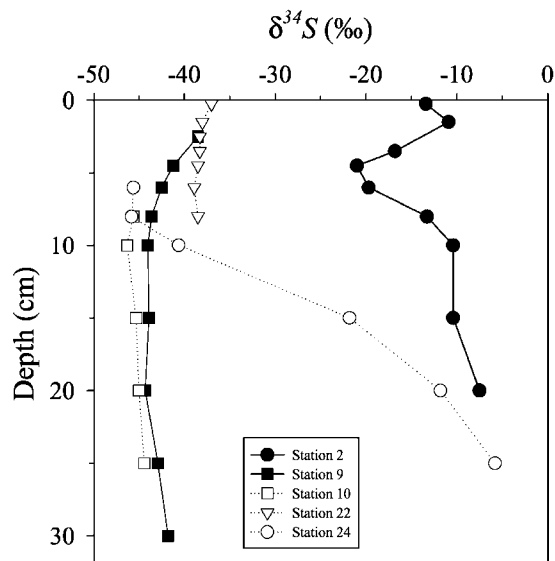 δ³⁴S (‰)
-50 -40 -30 -20 -10 0
0
10
20
30
Depth (cm)
Station 2
Station 9
Station 10
Station 22
Station 24